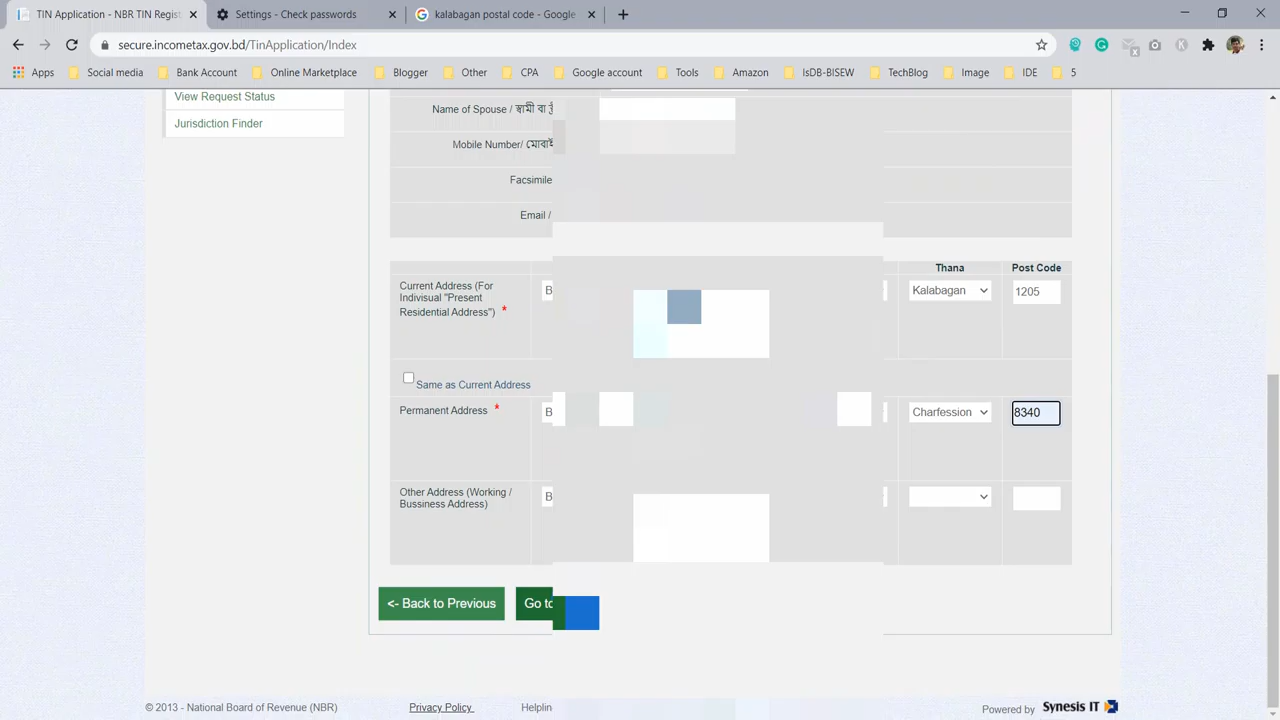 TIN Application - NBR TIN Regist
Settings - Check passwords
kalabagan postal code - Google
secure.incometax.gov.bd/TinApplication/Index
Apps Social media Bank Account Online Marketplace Blogger Other CPA Google account Tools Amazon IsDB-BISEW TechBlog Image IDE 5
View Request Status
Jurisdiction Finder
Name of Spouse / স্বামী বা
Mobile Number/
Facsimile
Email /
Thana Post Code
Current Address (For
Indivisual "Present
Residential Address") *
B
Kalabagan 1205
Same as Current Address
Permanent Address * B Charfession 8340
Other Address (Working /
Bussiness Address)
B
<- Back to Previous Go to
© 2013 - National Board of Revenue (NBR) Privacy Policy Helplin Powered by Synesis IT